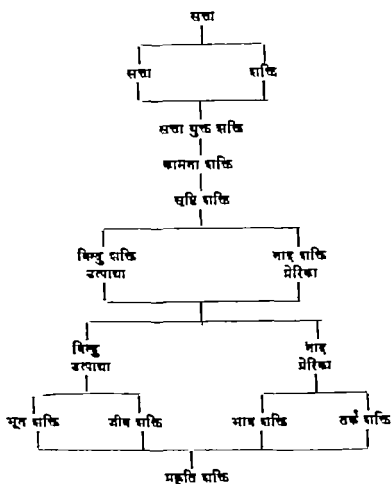 सत्ता
सत्ता शक्ति
सत्ता युक्त शक्ति
कामना शक्ति
सृष्टि शक्ति
बिन्दु शक्ति नाद शक्ति
उत्पाद्या प्रेरिका
बिन्दु नाद
उत्पाद्या प्रेरिका
भूत शक्ति जीव शक्ति भाव शक्ति तर्क शक्ति
प्रकृति शक्ति